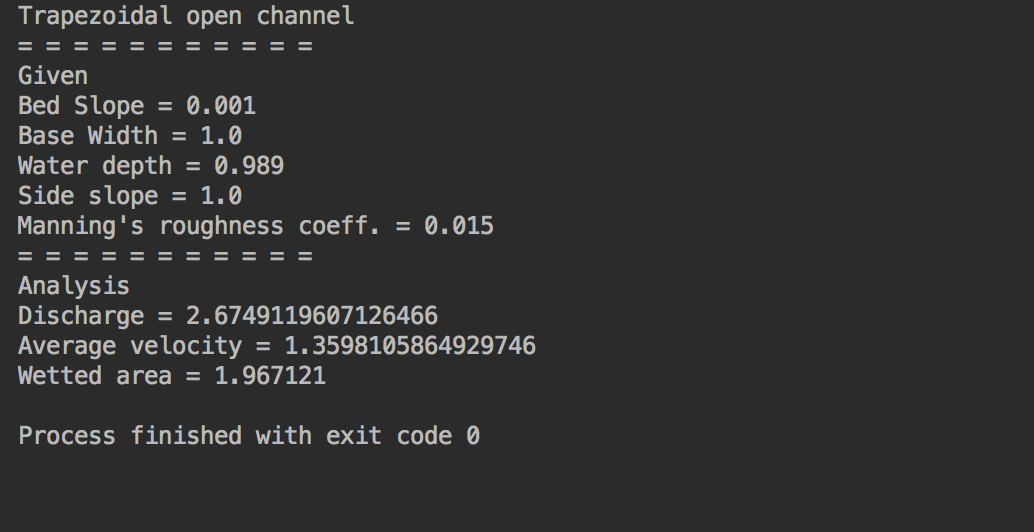 Trapezoidal open channel
= = = = = = = = = = =
Given
Bed Slope = 0.001
Base Width = 1.0
Water depth = 0.989
Side slope = 1.0
Manning's roughness coeff. = 0.015
= = = = = = = = = = =
Analysis
Discharge = 2.6749119607126466
Average velocity = 1.3598105864929746
Wetted area = 1.967121
Process finished with exit code 0